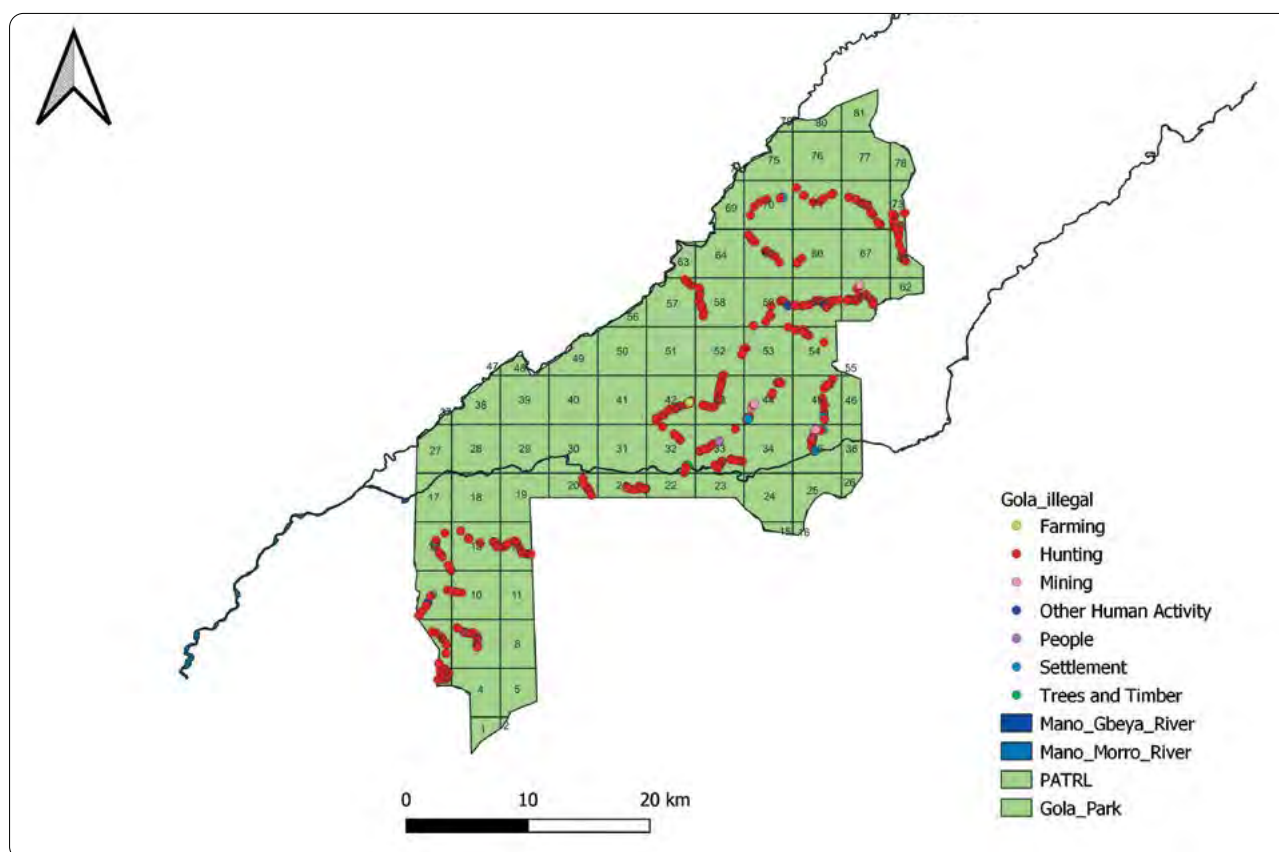 81
79 80
75 76 77 78
69 70 73
63 64 68 67
57 58 59 62
56
50 51 52 53 54
49
47 48 55
38 39 40 41 42 43 44 45 46
37
27 28 29 30 31 32 33 34 36
17 18 19 20 21 22 23 24 25 26
15 16
13
10 11
8
4 5
1 2
Gola_illegal
Farming
Hunting
Mining
Other Human Activity
People
Settlement
Trees and Timber
Mano_Gbeya_River
Mano_Morro_River
PATRL
Gola_Park
0 10 20 km